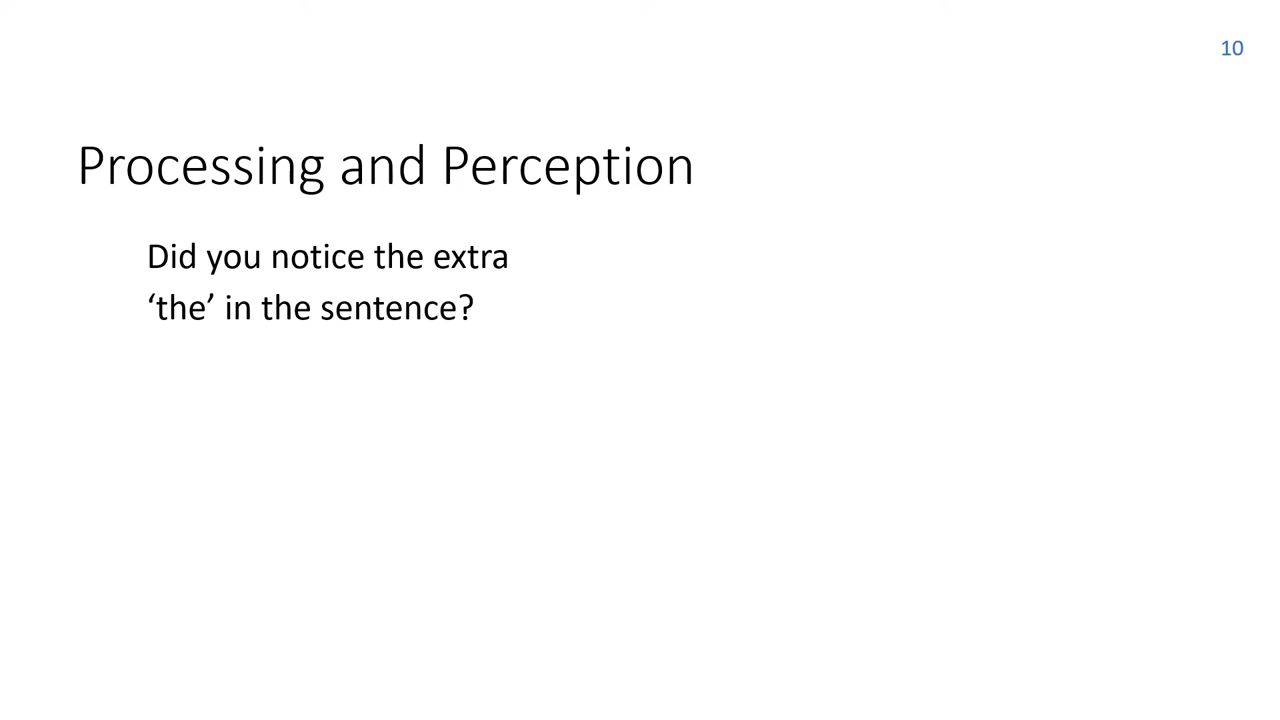 10
Processing and Perception
Did you notice the extra
‘the’ in the sentence?